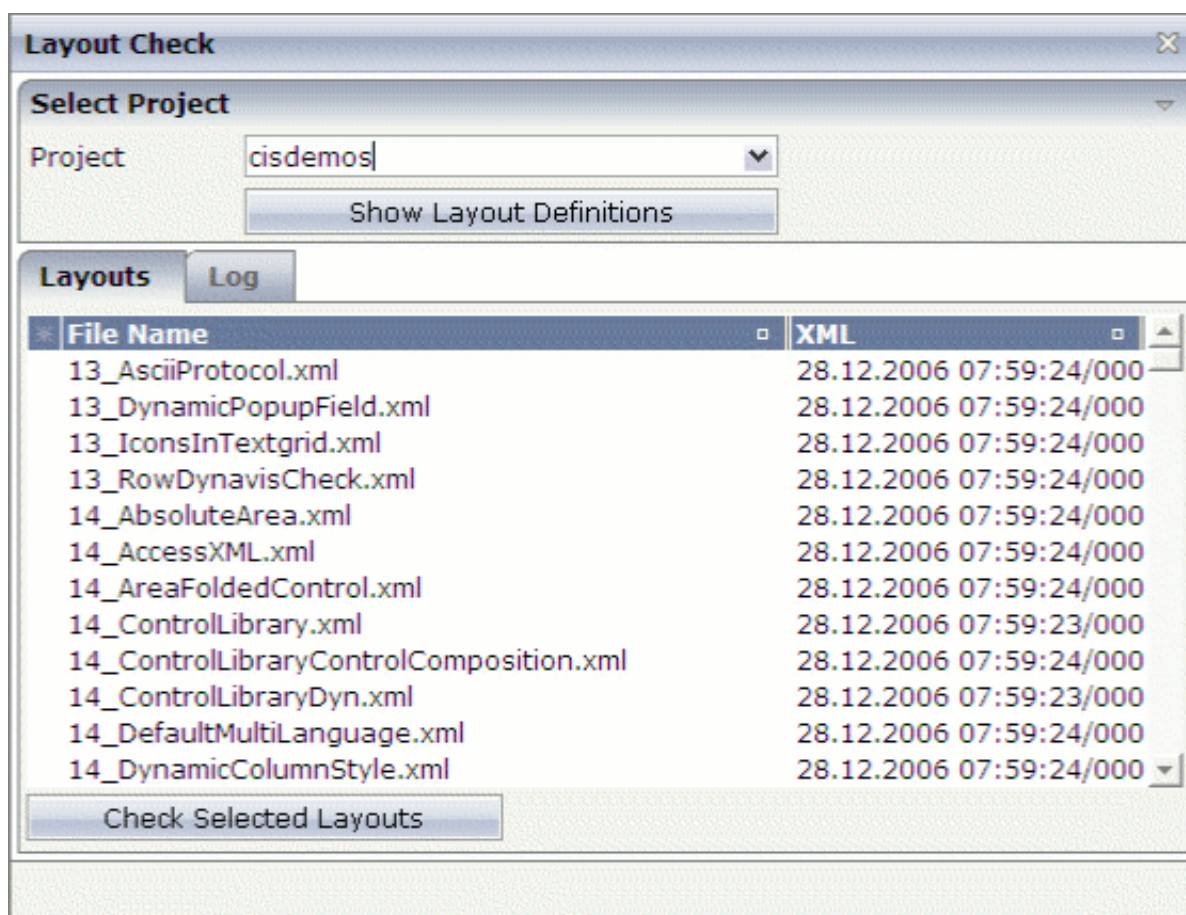 Layout Check
Select Project
Project cisdemos
Show Layout Definitions
Layouts Log
File Name XML
13_AsciiProtocol.xml 28.12.2006 07:59:24/000
13_DynamicPopupField.xml 28.12.2006 07:59:24/000
13_IconsInTextgrid.xml 28.12.2006 07:59:24/000
13_RowDynavisCheck.xml 28.12.2006 07:59:24/000
14_AbsoluteArea.xml 28.12.2006 07:59:24/000
14_AccessXML.xml 28.12.2006 07:59:24/000
14_AreaFoldedControl.xml 28.12.2006 07:59:24/000
14_ControlLibrary.xml 28.12.2006 07:59:23/000
14_ControlLibraryControlComposition.xml 28.12.2006 07:59:24/000
14_ControlLibraryDyn.xml 28.12.2006 07:59:23/000
14_DefaultMultiLanguage.xml 28.12.2006 07:59:24/000
14_DynamicColumnStyle.xml 28.12.2006 07:59:24/000
Check Selected Layouts